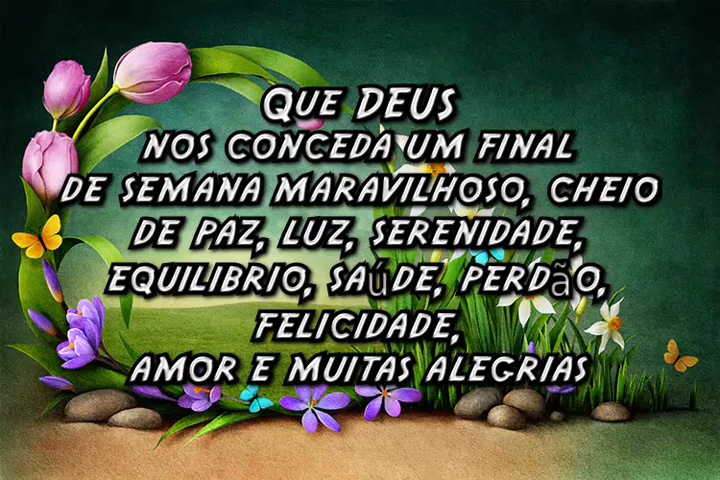 QUE DEUS
NOS CONCEDA UM FINAL
DE SEMANA MARAVILHOSO, CHEIO
DE PAZ, LUZ, SERENIDADE,
EQUILIBRIO, SAúDE, PERDãO,
FELICIDADE,
AMOR E MUITAS ALEGRIAS